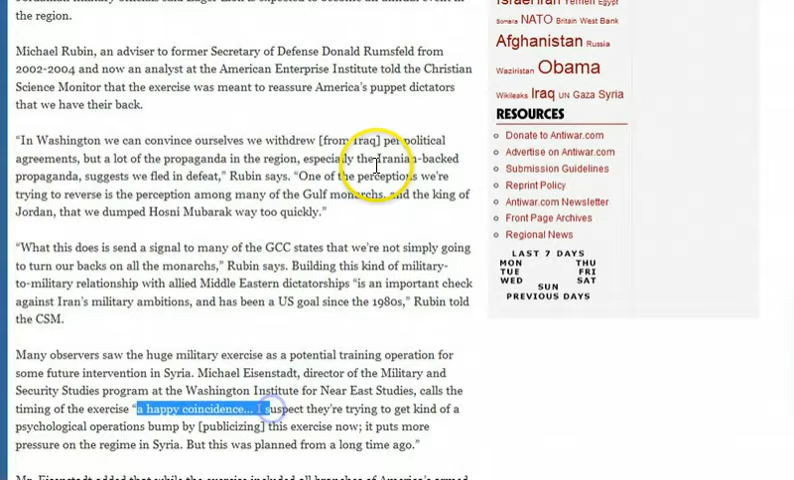 the region.
Michael Rubin, an adviser to former Secretary of Defense Donald Rumsfeld from
2002-2004 and now an analyst at the American Enterprise Institute told the Christian
Science Monitor that the exercise was meant to reassure America's puppet dictators
that we have their back.
“In Washington we can convince ourselves we withdrew [from Iraq] per political
agreements, but a lot of the propaganda in the region, especially the Iranian-backed
propaganda, suggests we fled in defeat,” Rubin says. “One of the perceptions we're
trying to reverse is the perception among many of the Gulf monarchs, and the king of
Jordan, that we dumped Hosni Mubarak way too quickly.”
“What this does is send a signal to many of the GCC states that we're not simply going
to turn our backs on all the monarchs,” Rubin says. Building this kind of military-
to-military relationship with allied Middle Eastern dictatorships “is an important check
against Iran's military ambitions, and has been a US goal since the 1980s,” Rubin told
the CSM.
Many observers saw the huge military exercise as a potential training operation for
some future intervention in Syria. Michael Eisenstadt, director of the Military and
Security Studies program at the Washington Institute for Near East Studies, calls the
timing of the exercise “a happy coincidence... I suspect they're trying to get kind of a
psychological operations bump by [publicizing] this exercise now; it puts more
pressure on the regime in Syria. But this was planned from a long time ago.”
Mr. Eisenstadt added that while the exercise included all branches of America's armed
Israel Iran Yemen Egypt
Somalia NATO Britain West Bank
Afghanistan Russia
Waziristan Obama
Wikileaks Iraq UN Gaza Syria
RESOURCES
Donate to Antiwar.com
Advertise on Antiwar.com
Submission Guidelines
Reprint Policy
Antiwar.com Newsletter
Front Page Archives
Regional News
LAST 7 DAYS
MON THU
TUE FRI
WED SAT
SUN
PREVIOUS DAYS